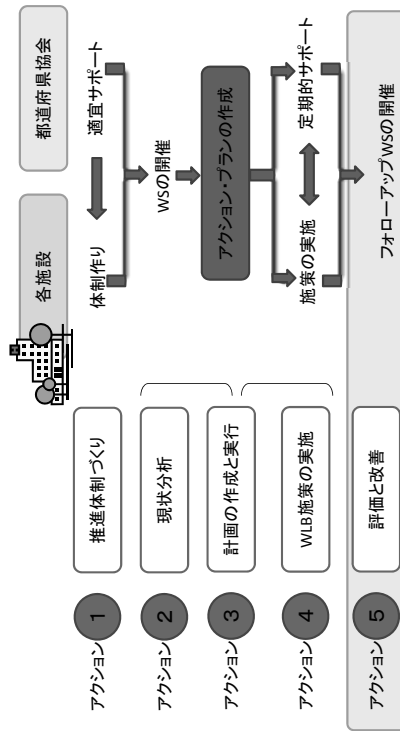 各施設
都道府県協会
アクション 1
推進体制づくり
体制作り
適宜サポート
アクション 2
現状分析
WSの開催
アクション 3
計画の作成と実行
アクション・プランの作成
アクション 4
WLB施策の実施
施策の実施
定期的サポート
アクション 5
評価と改善
フォローアップWSの開催